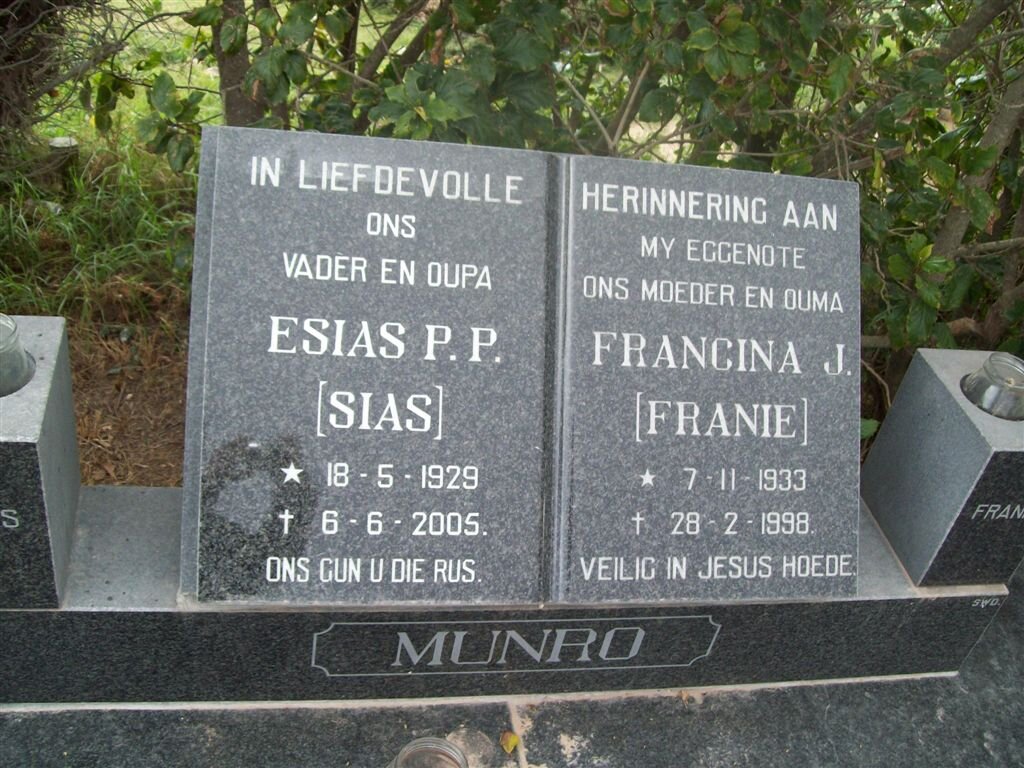 IN LIEFDEVOLLE
ONS
VADER EN OUPA
ESIAS P. P.
[SIAS]
★ 18 - 5 - 1929
† 6 - 6 - 2005.
ONS GUN U DIE RUS.
HERINNERING AAN
MY EGGENOTE
ONS MOEDER EN OUMA
FRANCINA J.
[FRANIE]
★ 7 - 11 - 1933
† 28 - 2 - 1998.
VEILIG IN JESUS HOEDE.
MUNRO
S
FRAN
SWD.